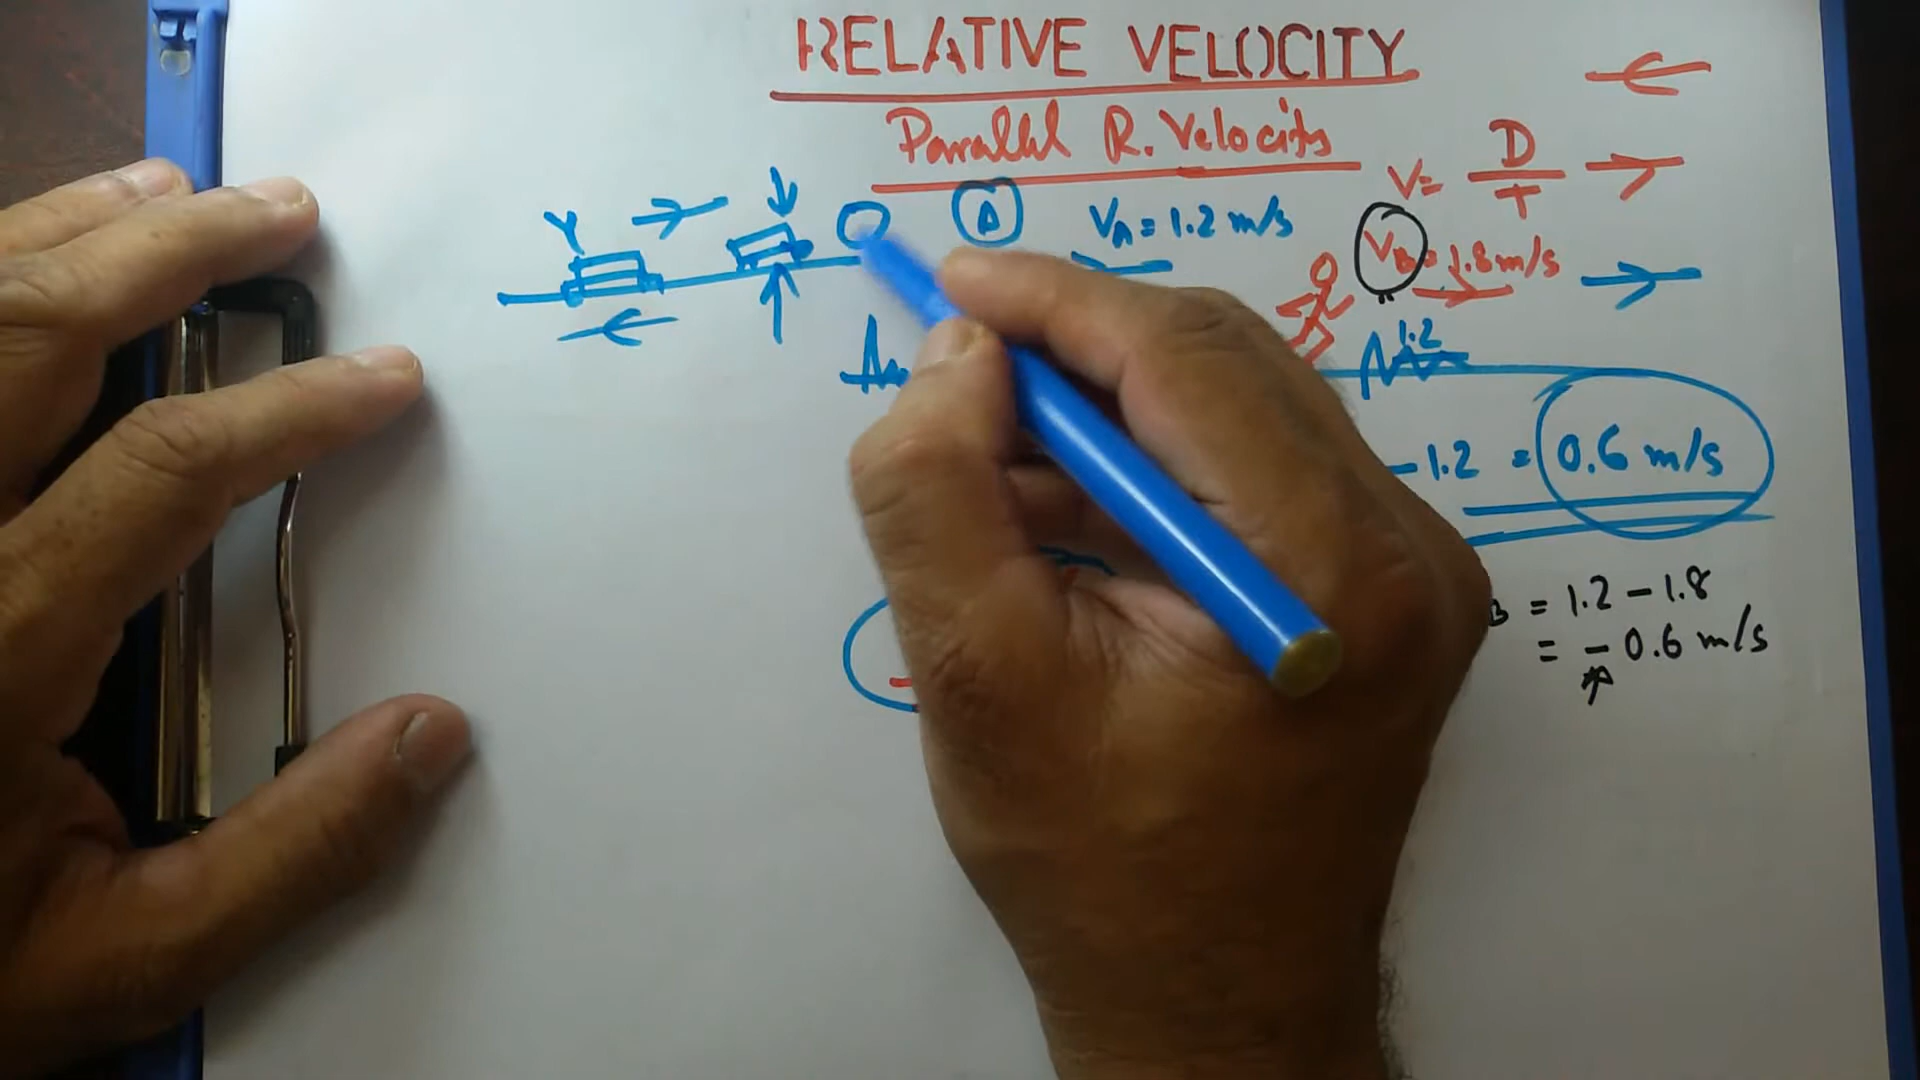 RELATIVE VELOCITY
Parallel R. Velocity
V = D/T
Y
A
VA = 1.2 m/s
VB = 1.8 m/s
1.2
- 1.2 = 0.6 m/s
B = 1.2 - 1.8
= - 0.6 m/s